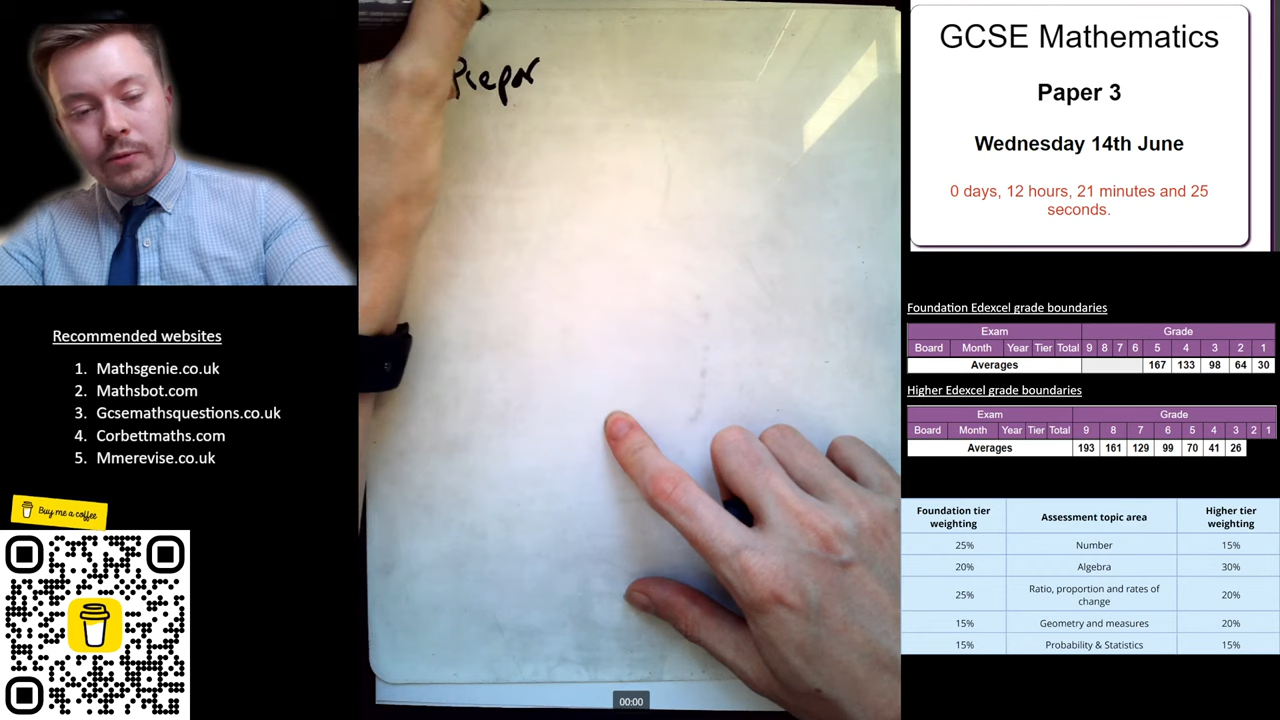 Prepar
GCSE Mathematics
Paper 3
Wednesday 14th June
0 days, 12 hours, 21 minutes and 25
seconds.
Recommended websites
1. Mathsgenie.co.uk
2. Mathsbot.com
3. Gcsemathsquestions.co.uk
4. Corbettmaths.com
5. Mmerevise.co.uk
Buy me a coffee
00:00
Foundation Edexcel grade boundaries
Exam Grade
Board Month Year Tier Total 9 8 7 6 5 4 3 2 1
Averages 167 133 98 64 30
Higher Edexcel grade boundaries
Exam Grade
Board Month Year Tier Total 9 8 7 6 5 4 3 2 1
Averages 193 161 129 99 70 41 26
Foundation tier weighting Assessment topic area Higher tier weighting
25% Number 15%
20% Algebra 30%
25% Ratio, proportion and rates of change 20%
15% Geometry and measures 20%
15% Probability & Statistics 15%